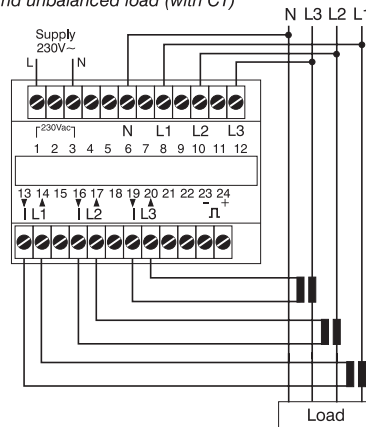 nd unbalanced load (with CT)
N L3 L2 L1
Supply
230V~
L N
230Vac
N L1 L2 L3
1 2 3 4 5 6 7 8 9 10 11 12
13 14 15 16 17 18 19 20 21 22 23 24
I L1 I L2 I L3 - +
Load